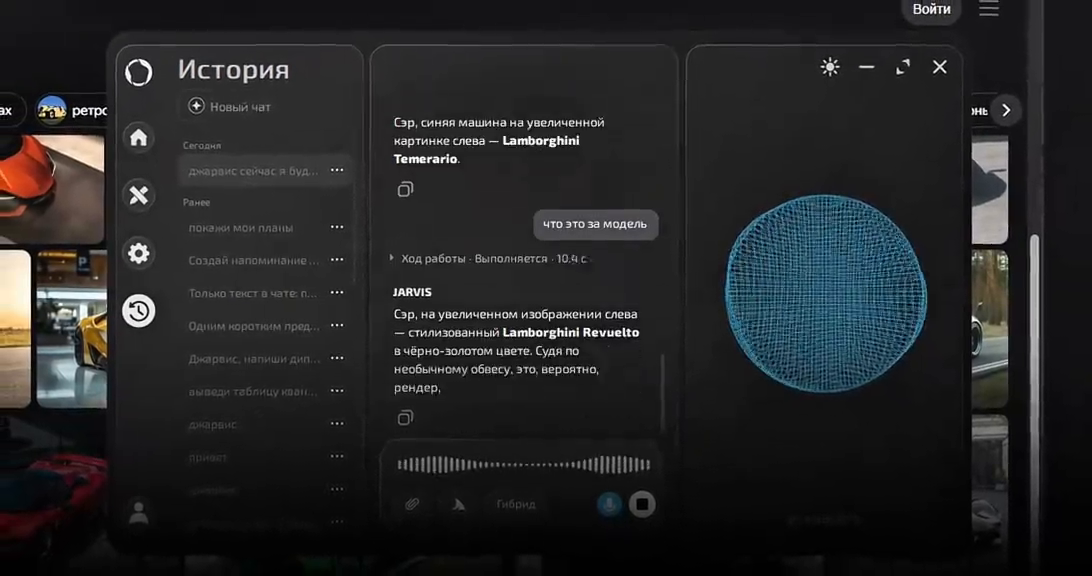 Войти
ах
ретро
История
Новый чат
Сегодня
джарвис сейчас я буд...
Ранее
покажи мои планы
Создай напоминание ...
Только текст в чате: п...
Одним коротким пред...
Джарвис, напиши дип...
выведи таблицу кван...
джарвис
привет
Сэр, синяя машина на увеличенной
картинке слева — Lamborghini
Temerario.
что это за модель
Ход работы · Выполняется · 10.4 с
JARVIS
Сэр, на увеличенном изображении слева
— стилизованный Lamborghini Revuelto
в чёрно-золотом цвете. Судя по
необычному обвесу, это, вероятно,
рендер,
Гибрид